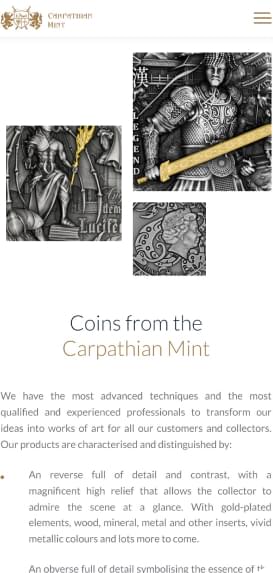 CARPATHIAN
MINT
漢
LEGEND
dem
Lucifer
Coins from the
Carpathian Mint
We have the most advanced techniques and the most
qualified and experienced professionals to transform our
ideas into works of art for all our customers and collectors.
Our products are characterised and distinguished by:
• An reverse full of detail and contrast, with a
magnificent high relief that allows the collector to
admire the scene at a glance. With gold-plated
elements, wood, mineral, metal and other inserts, vivid
metallic colours and lots more to come.
An obverse full of detail symbolising the essence of